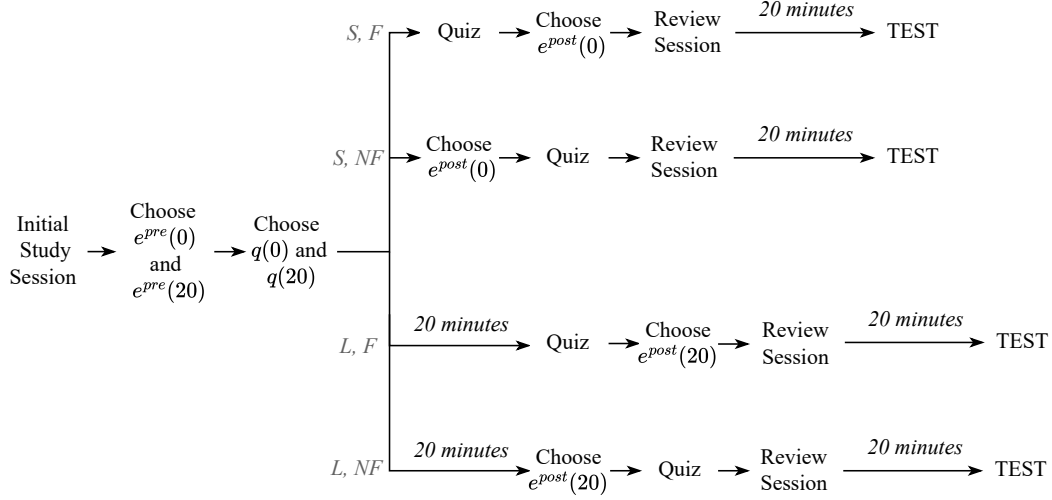 Initial
Study
Session
Choose
e^{pre}(0)
and
e^{pre}(20)
Choose
q(0) and
q(20)
S, F
Quiz
Choose
e^{post}(0)
Review
Session
20 minutes
TEST
S, NF
Choose
e^{post}(0)
Quiz
Review
Session
20 minutes
TEST
L, F
20 minutes
Quiz
Choose
e^{post}(20)
Review
Session
20 minutes
TEST
L, NF
20 minutes
Choose
e^{post}(20)
Quiz
Review
Session
20 minutes
TEST